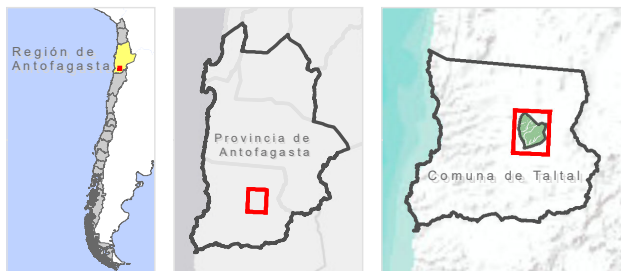 Región de
Antofagasta
Provincia de
Antofagasta
Comuna de Taltal